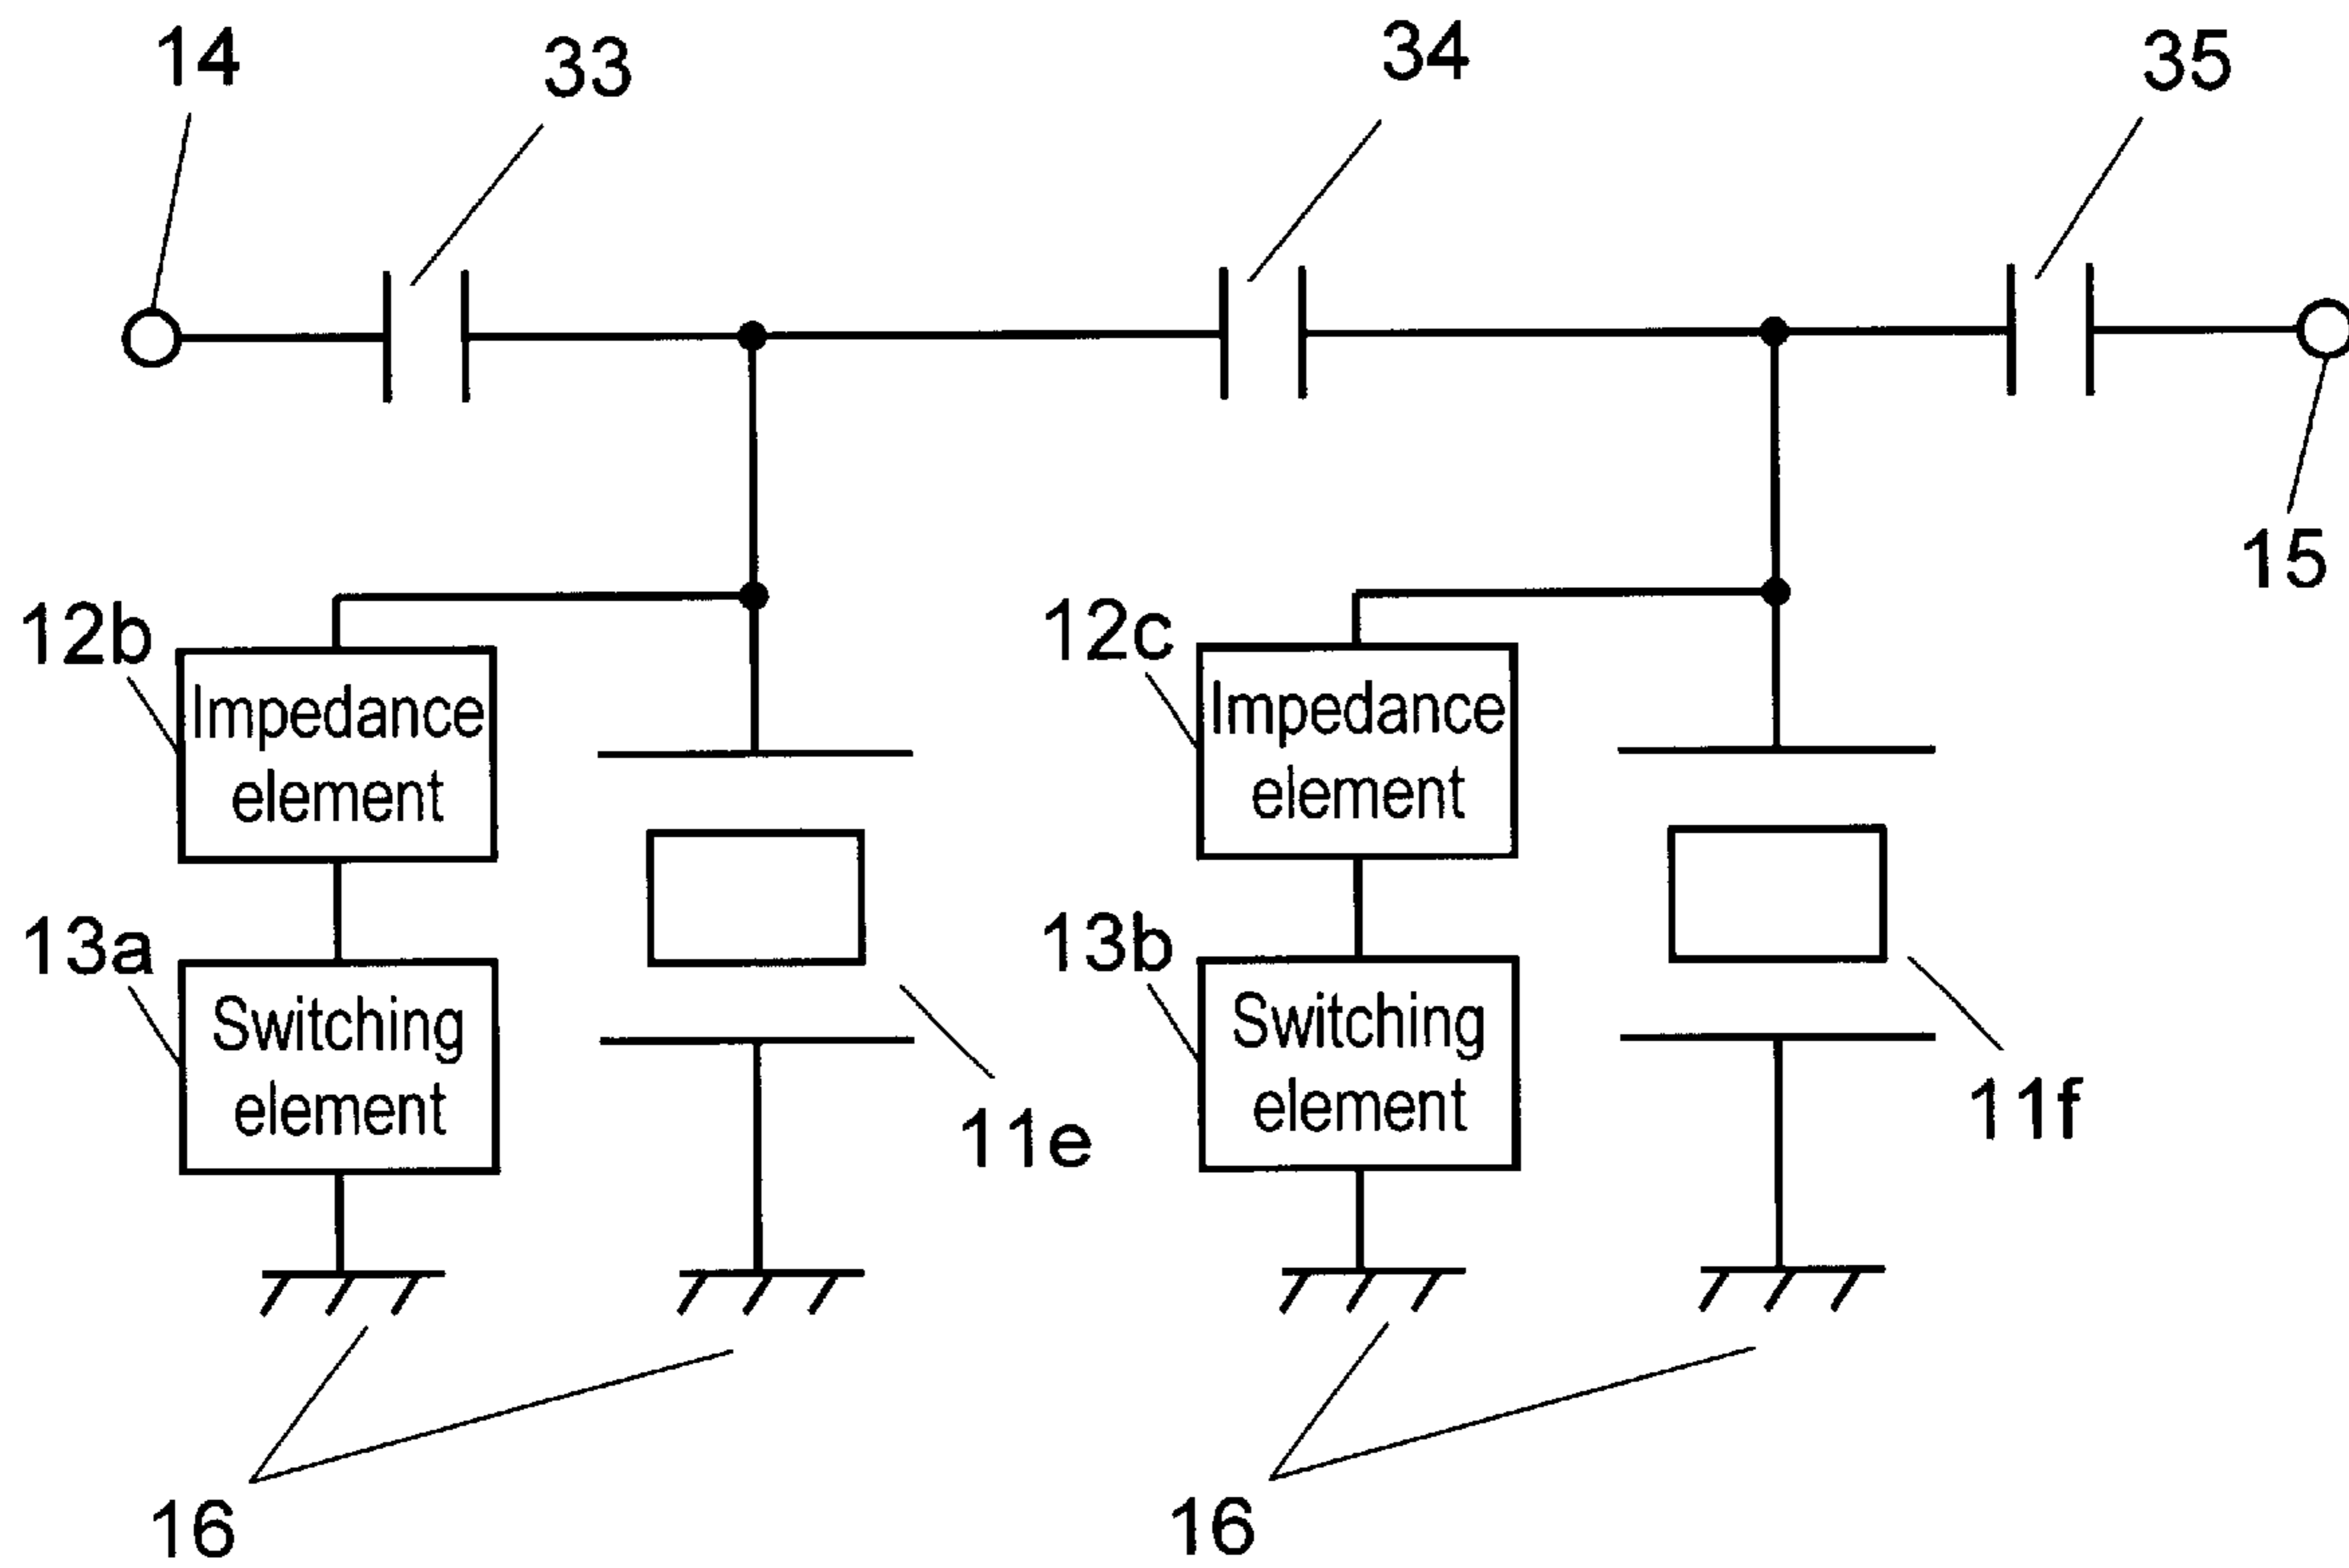 14
33
34
35
15
12b
Impedance
element
12c
Impedance
element
13a
Switching
element
13b
Switching
element
11e
11f
16
16